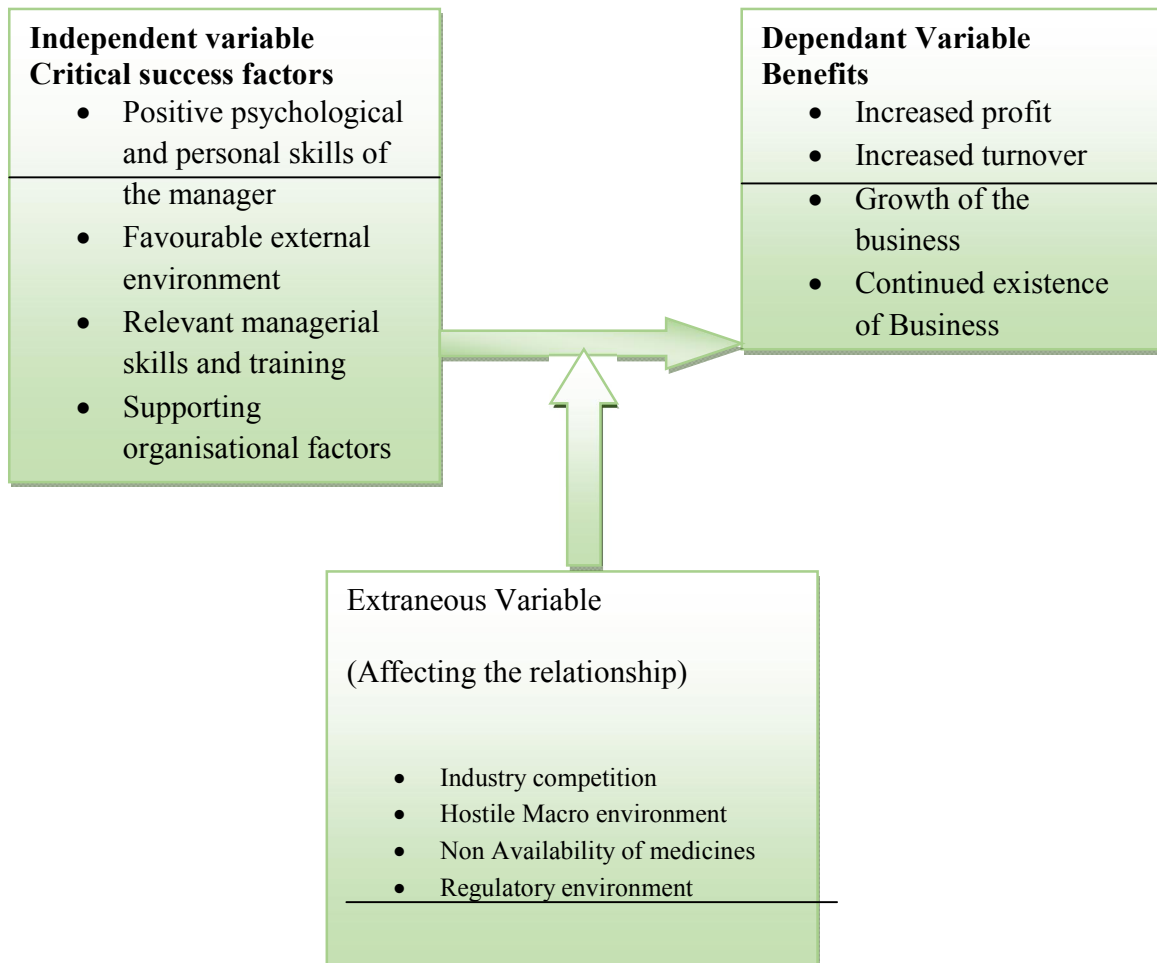 Independent variable
Critical success factors
• Positive psychological
and personal skills of
the manager
• Favourable external
environment
• Relevant managerial
skills and training
• Supporting
organisational factors
Dependant Variable
Benefits
• Increased profit
• Increased turnover
• Growth of the
business
• Continued existence
of Business
Extraneous Variable
(Affecting the relationship)
• Industry competition
• Hostile Macro environment
• Non Availability of medicines
• Regulatory environment